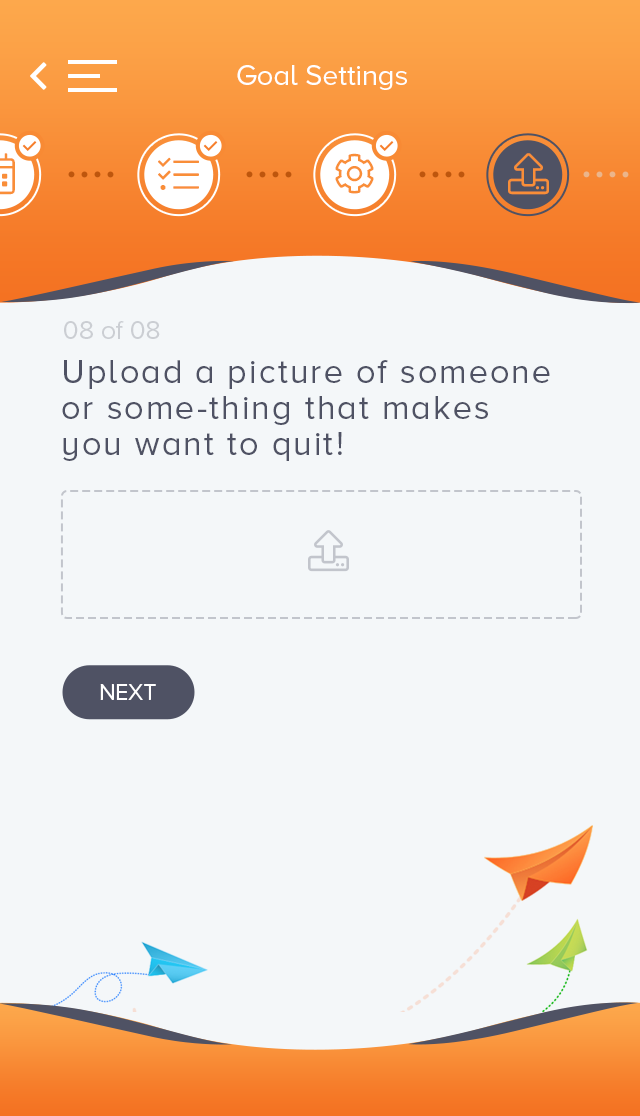 Goal Settings
08 of 08
Upload a picture of someone
or some-thing that makes
you want to quit!
NEXT